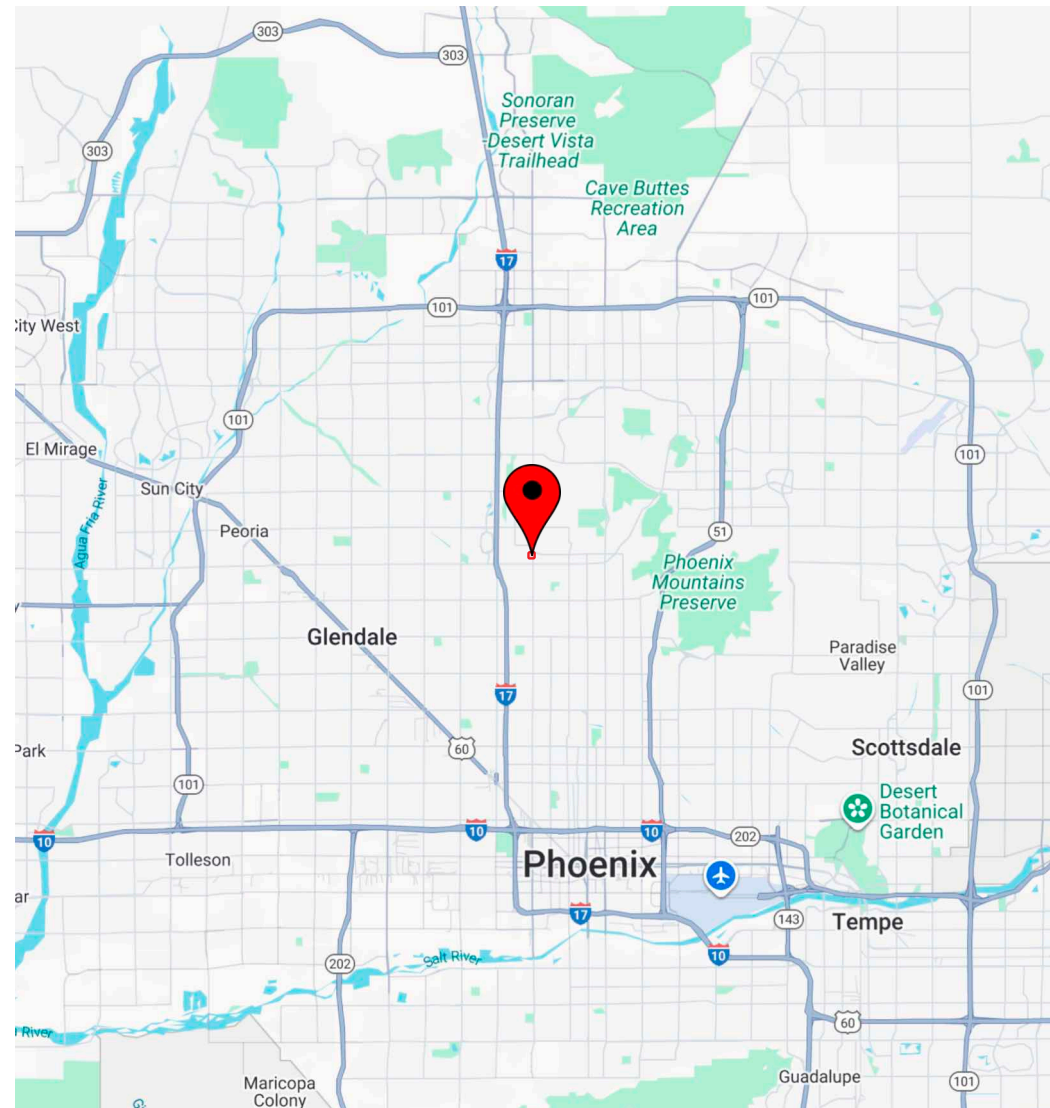 303
303
Sonoran
Preserve
-Desert Vista
Trailhead
303
Cave Buttes
Recreation
Area
17
101
101
City West
101
El Mirage
101
Sun City
Agua Fria River
Peoria
51
Phoenix
Mountains
Preserve
Glendale
Paradise
Valley
17
101
60
Park
Scottsdale
101
Desert
Botanical
Garden
10
10
202
10
Tolleson
Phoenix
17
143
Tempe
10
Salt River
202
River
60
Guadalupe
Maricopa
Colony
101